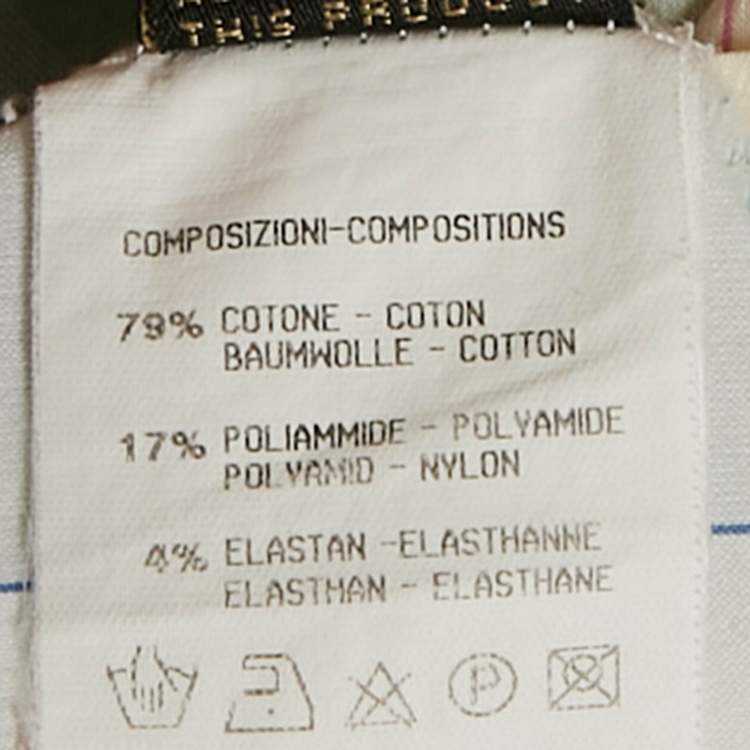 THIS PRODUCT
COMPOSIZIONI-COMPOSITIONS
79% COTONE - COTON
BAUMWOLLE - COTTON
17% POLIAMMIDE - POLYAMIDE
POLYAMID - NYLON
4% ELASTAN -ELASTHANNE
ELASTHAN - ELASTHANE
P